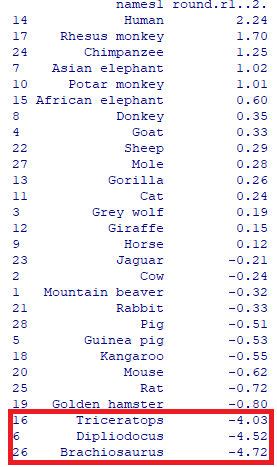 names1 round.r1..2.
14 Human 2.24
17 Rhesus monkey 1.70
24 Chimpanzee 1.25
7 Asian elephant 1.02
10 Potar monkey 1.01
15 African elephant 0.60
8 Donkey 0.35
4 Goat 0.33
22 Sheep 0.29
27 Mole 0.28
13 Gorilla 0.26
11 Cat 0.24
3 Grey wolf 0.19
12 Giraffe 0.15
9 Horse 0.12
23 Jaguar -0.21
2 Cow -0.24
1 Mountain beaver -0.32
21 Rabbit -0.33
28 Pig -0.51
5 Guinea pig -0.53
18 Kangaroo -0.55
20 Mouse -0.62
25 Rat -0.72
19 Golden hamster -0.80
16 Triceratops -4.03
6 Dipliodocus -4.52
26 Brachiosaurus -4.72